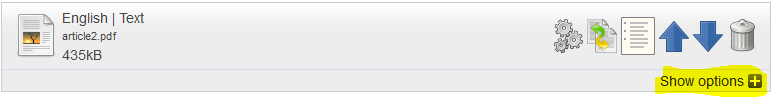 English | Text
article2.pdf
435kB
Show options